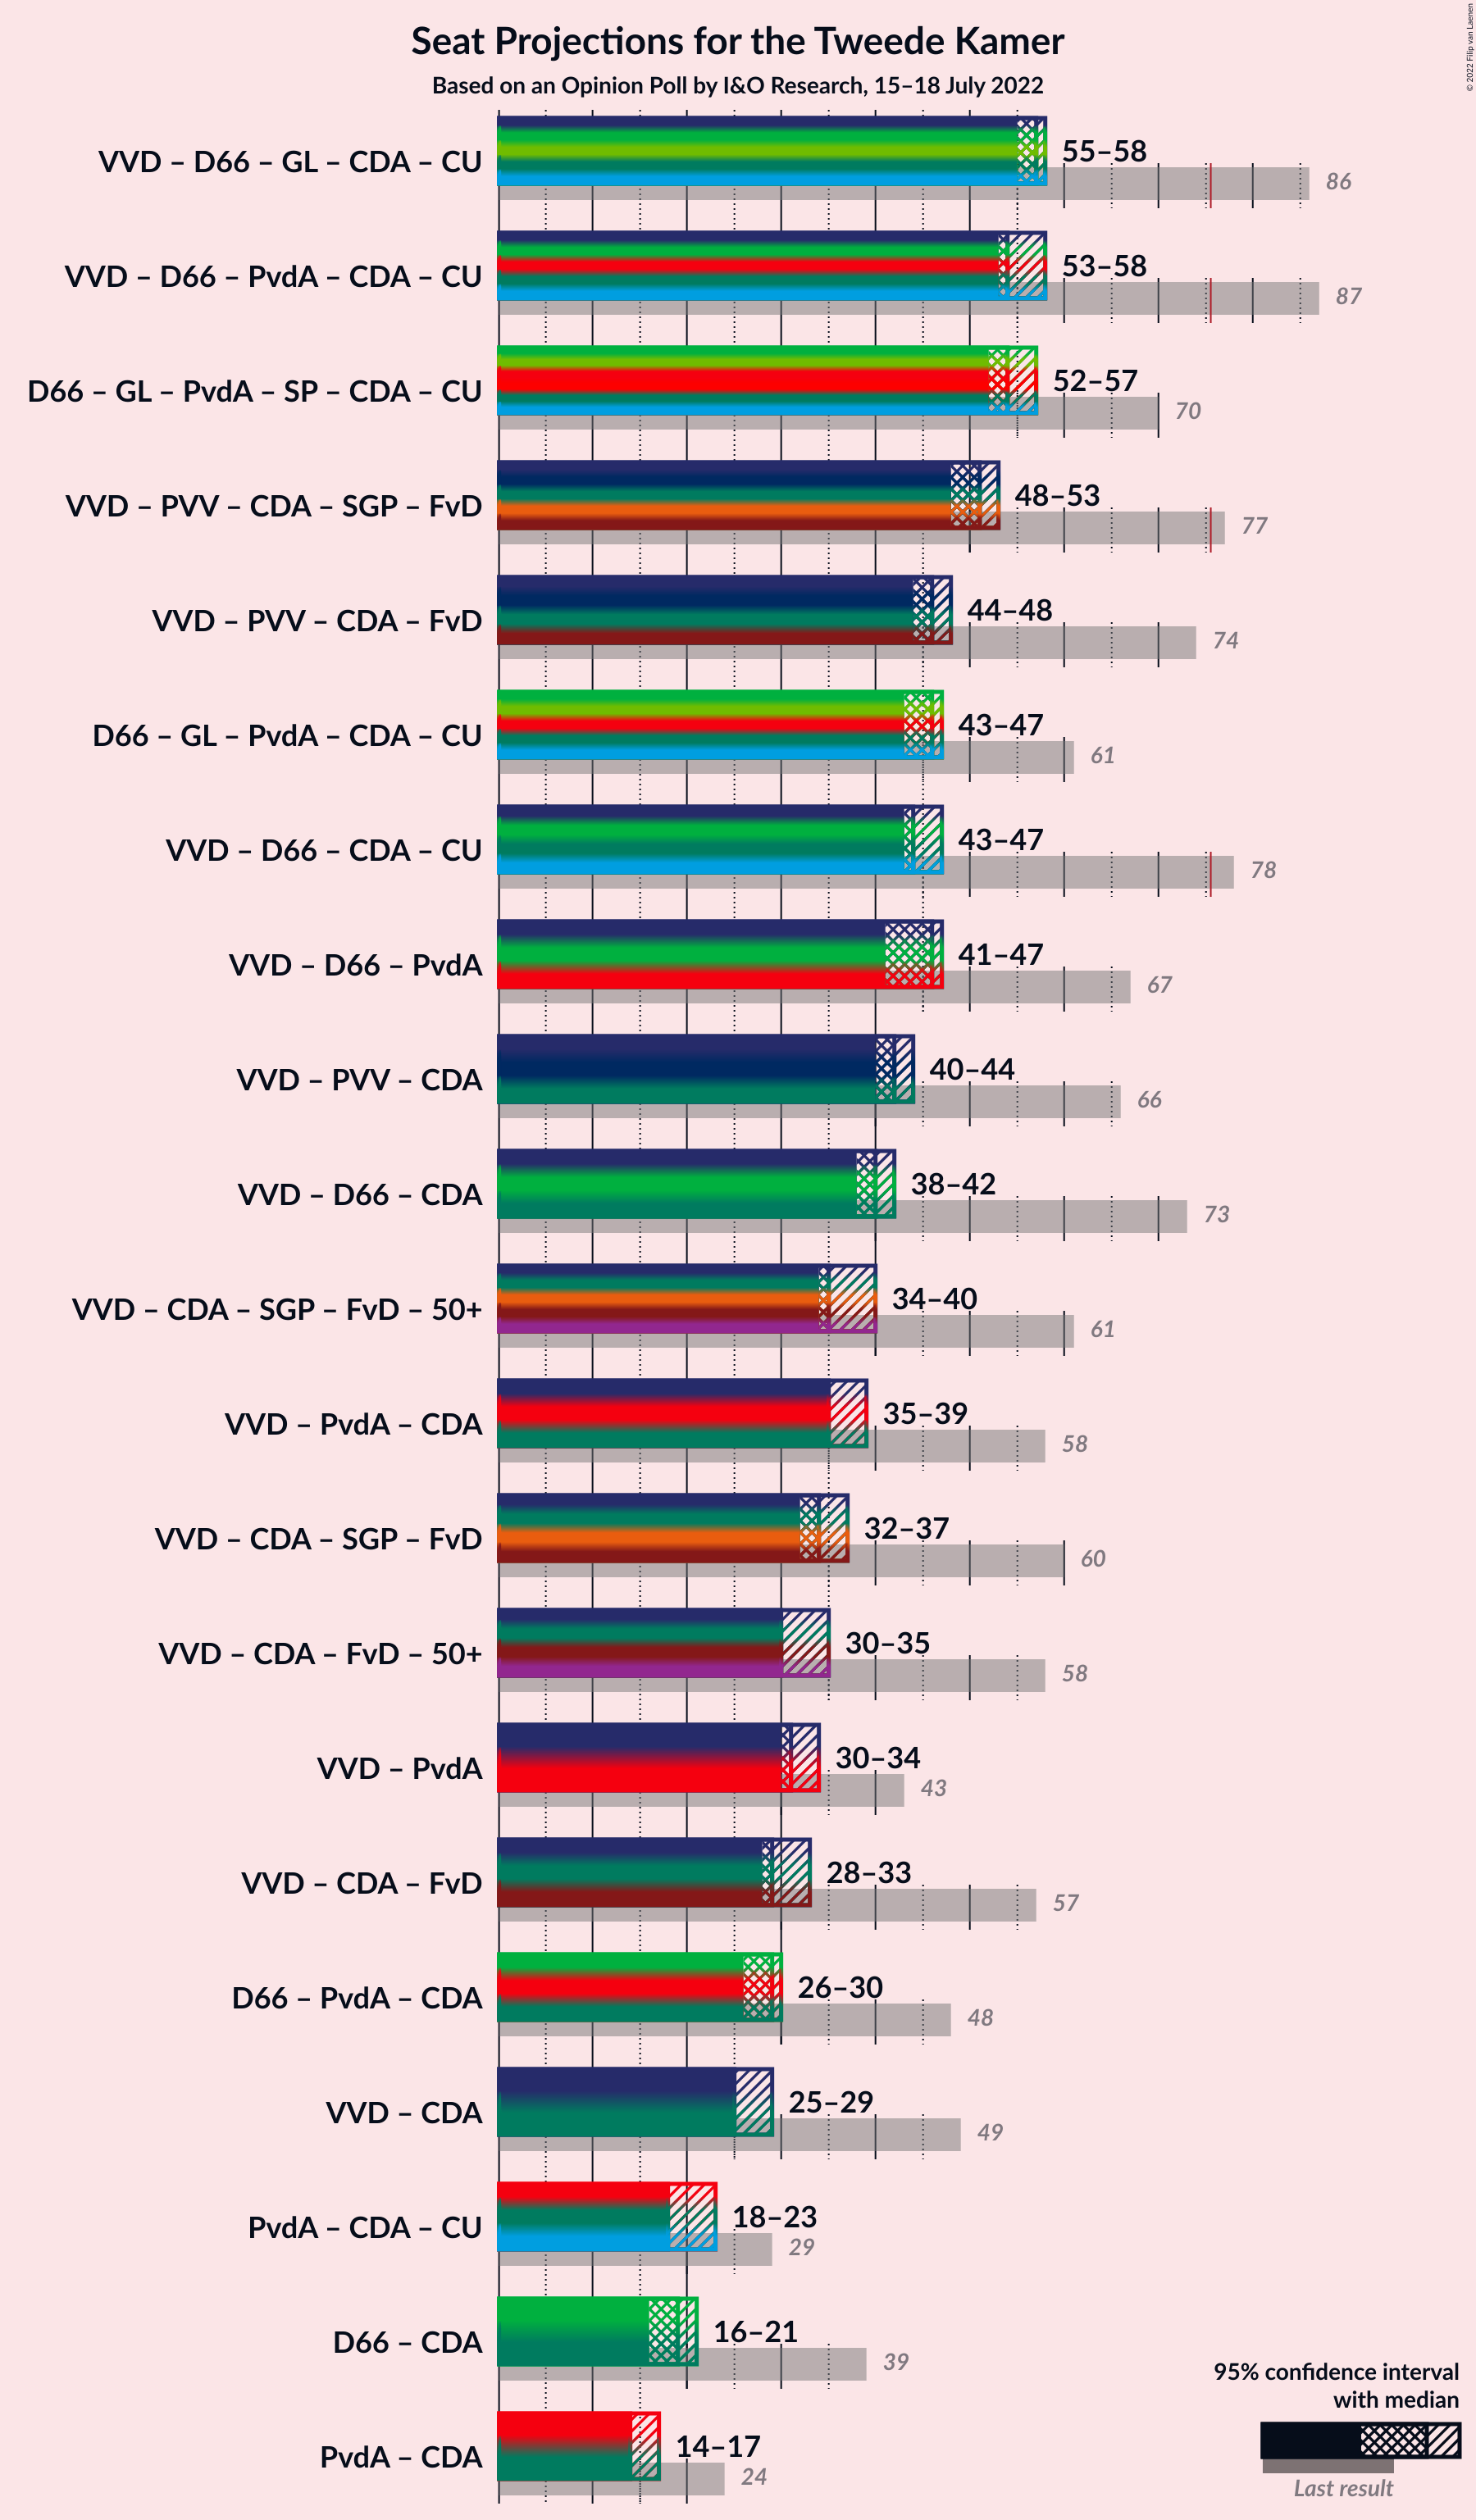 Seat Projections for the Tweede Kamer
Based on an Opinion Poll by I&O Research, 15–18 July 2022
© 2022 Filip van Laenen
VVD – D66 – GL – CDA – CU
55–58
86
VVD – D66 – PvdA – CDA – CU
53–58
87
D66 – GL – PvdA – SP – CDA – CU
52–57
70
VVD – PVV – CDA – SGP – FvD
48–53
77
VVD – PVV – CDA – FvD
44–48
74
D66 – GL – PvdA – CDA – CU
43–47
61
VVD – D66 – CDA – CU
43–47
78
VVD – D66 – PvdA
41–47
67
VVD – PVV – CDA
40–44
66
VVD – D66 – CDA
38–42
73
VVD – CDA – SGP – FvD – 50+
34–40
61
VVD – PvdA – CDA
35–39
58
VVD – CDA – SGP – FvD
32–37
60
VVD – CDA – FvD – 50+
30–35
58
VVD – PvdA
30–34
43
VVD – CDA – FvD
28–33
57
D66 – PvdA – CDA
26–30
48
VVD – CDA
25–29
49
PvdA – CDA – CU
18–23
29
D66 – CDA
16–21
39
PvdA – CDA
14–17
24
95% confidence interval
with median
Last result